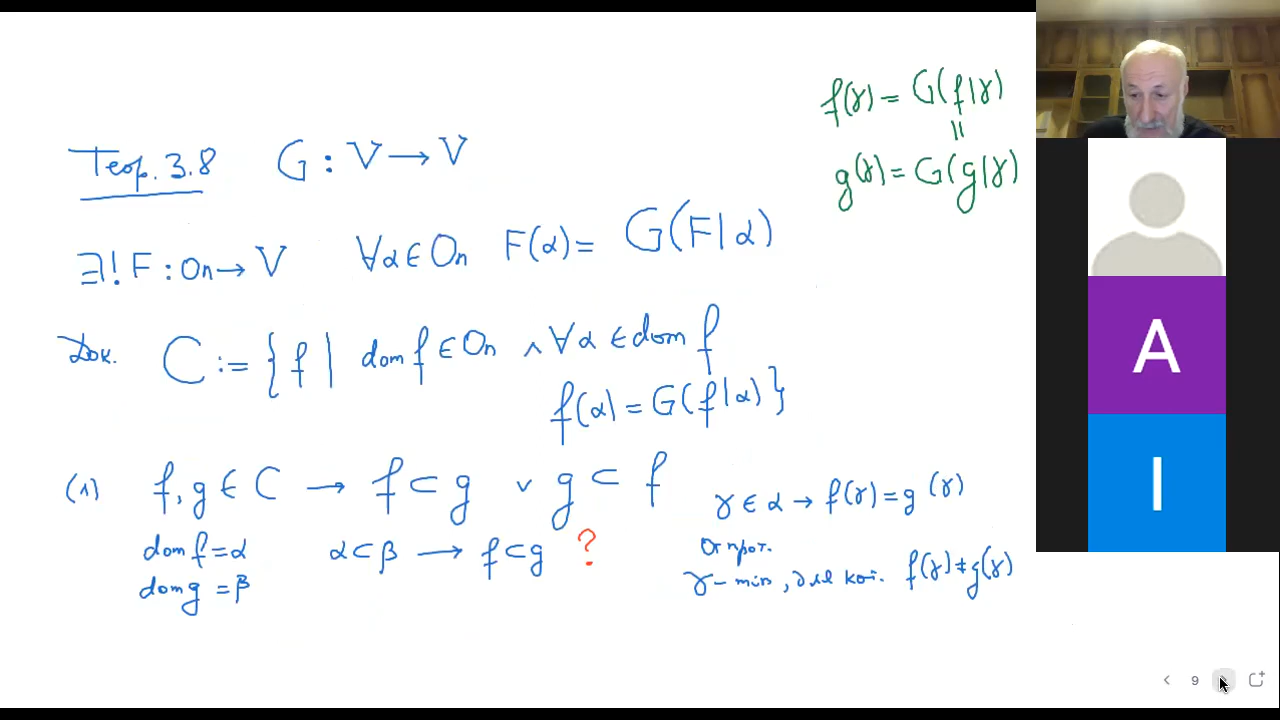 Теор. 3.8 G : V → V
∃! F : On → V ∀α ∈ On F(α) = G(F|α)
Док. C := { f | dom f ∈ On ∧ ∀α ∈ dom f
f(α) = G(f|α) }
(1) f, g ∈ C → f ⊂ g ∨ g ⊂ f
dom f = α
dom g = β
α ⊂ β → f ⊂ g ?
γ ∈ α → f(γ) = g(γ)
От прот.
γ – min, для кот. f(γ) ≠ g(γ)
f(γ) = G(f|γ)
||
g(γ) = G(g|γ)
A
I
9